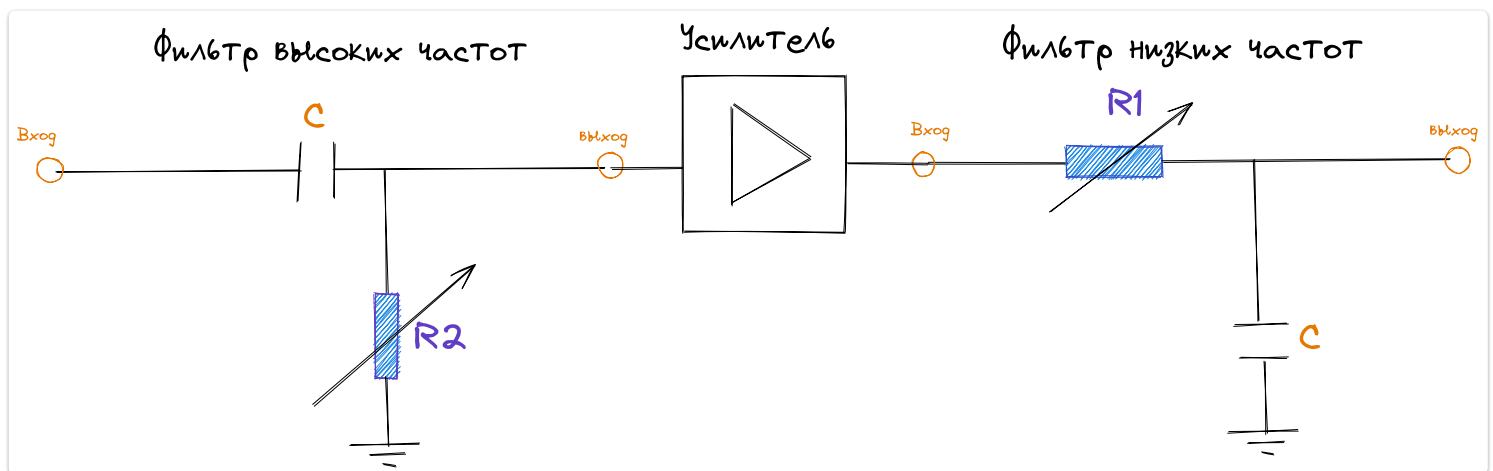 Фильтр высоких частот
Усилитель
Фильтр низких частот
C
R1
Вход
выход
Вход
выход
R2
C